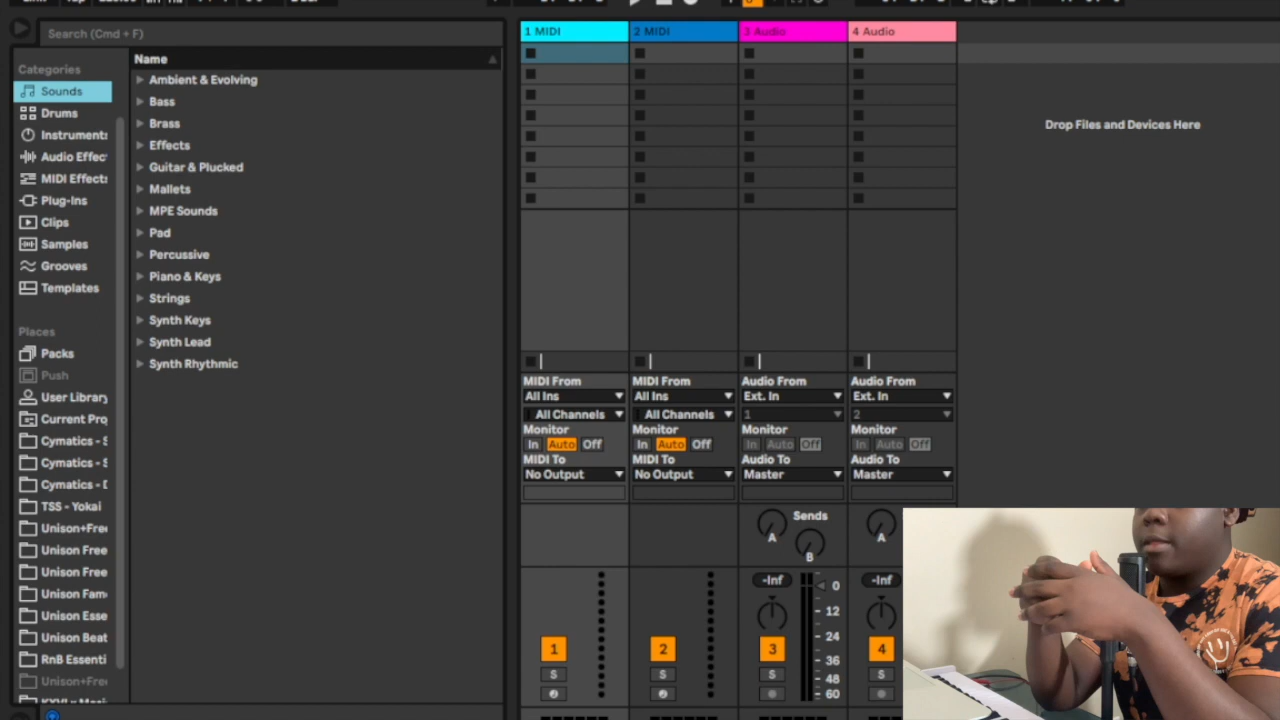 Search (Cmd + F)
1 MIDI
2 MIDI
3 Audio
4 Audio
Categories
Sounds
Drums
Instruments
Audio Effec
MIDI Effects
Plug-Ins
Clips
Samples
Grooves
Templates
Places
Packs
Push
User Library
Current Pro
Cymatics - S
Cymatics - S
Cymatics - D
TSS - Yokai
Unison+Free
Unison Free
Unison Free
Unison Fam
Unison Esse
Unison Beat
RnB Essenti
Unison+Free
Name
Ambient & Evolving
Bass
Brass
Effects
Guitar & Plucked
Mallets
MPE Sounds
Pad
Percussive
Piano & Keys
Strings
Synth Keys
Synth Lead
Synth Rhythmic
Drop Files and Devices Here
MIDI From
All Ins
All Channels
Monitor
In Auto Off
MIDI To
No Output
1
S
MIDI From
All Ins
All Channels
Monitor
In Auto Off
MIDI To
No Output
2
S
Audio From
Ext. In
1
Monitor
In Auto Off
Audio To
Master
Sends
A
B
-Inf
0
12
24
36
48
60
3
S
Audio From
Ext. In
2
Monitor
In Auto Off
Audio To
Master
A
-Inf
4
S